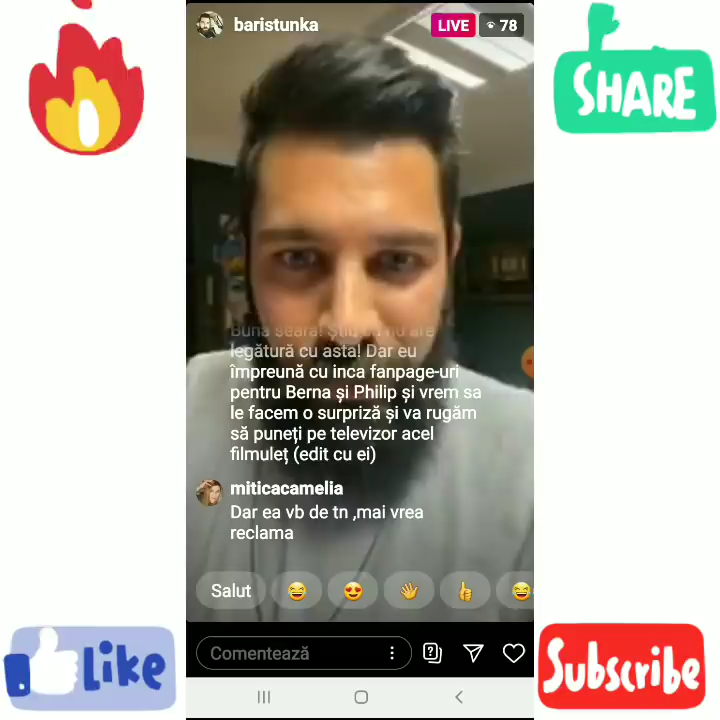 baristunka
LIVE
78
SHARE
Bună seara!
legătură cu asta! Dar eu
împreună cu inca fanpage-uri
pentru Berna și Philip și vrem sa
le facem o surpriză și va rugăm
să puneți pe televizor acel
filmuleț (edit cu ei)
miticacamelia
Dar ea vb de tn ,mai vrea
reclama
Salut
Comentează
Like
Subscribe